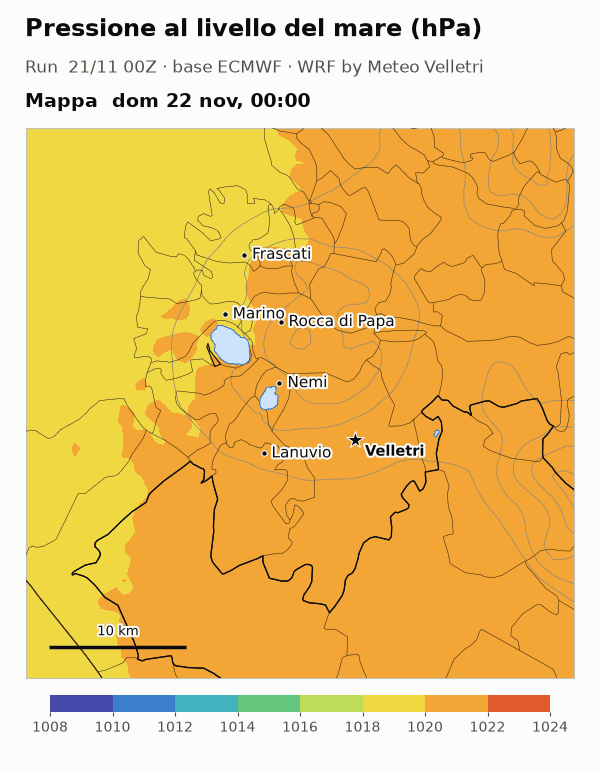 Pressione al livello del mare (hPa)
Run 21/11 00Z · base ECMWF · WRF by Meteo Velletri
Mappa dom 22 nov, 00:00
Frascati
Marino
Rocca di Papa
Nemi
Velletri
Lanuvio
10 km
1008 1010 1012 1014 1016 1018 1020 1022 1024